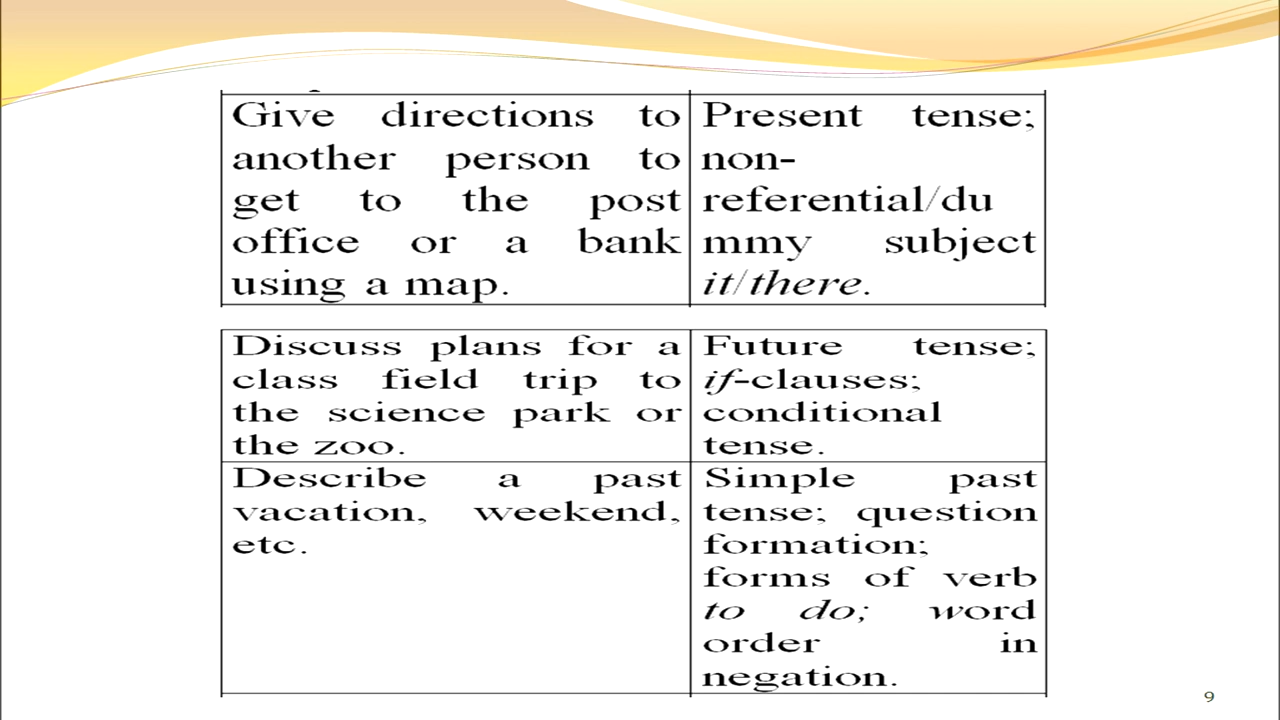 Give directions to
another person to
get to the post
office or a bank
using a map.
Present tense;
non-
referential/du
mmy subject
it/there.
Discuss plans for a
class field trip to
the science park or
the zoo.
Future tense;
if-clauses;
conditional
tense.
Describe a past
vacation, weekend,
etc.
Simple past
tense; question
formation;
forms of verb
to do; word
order in
negation.
9